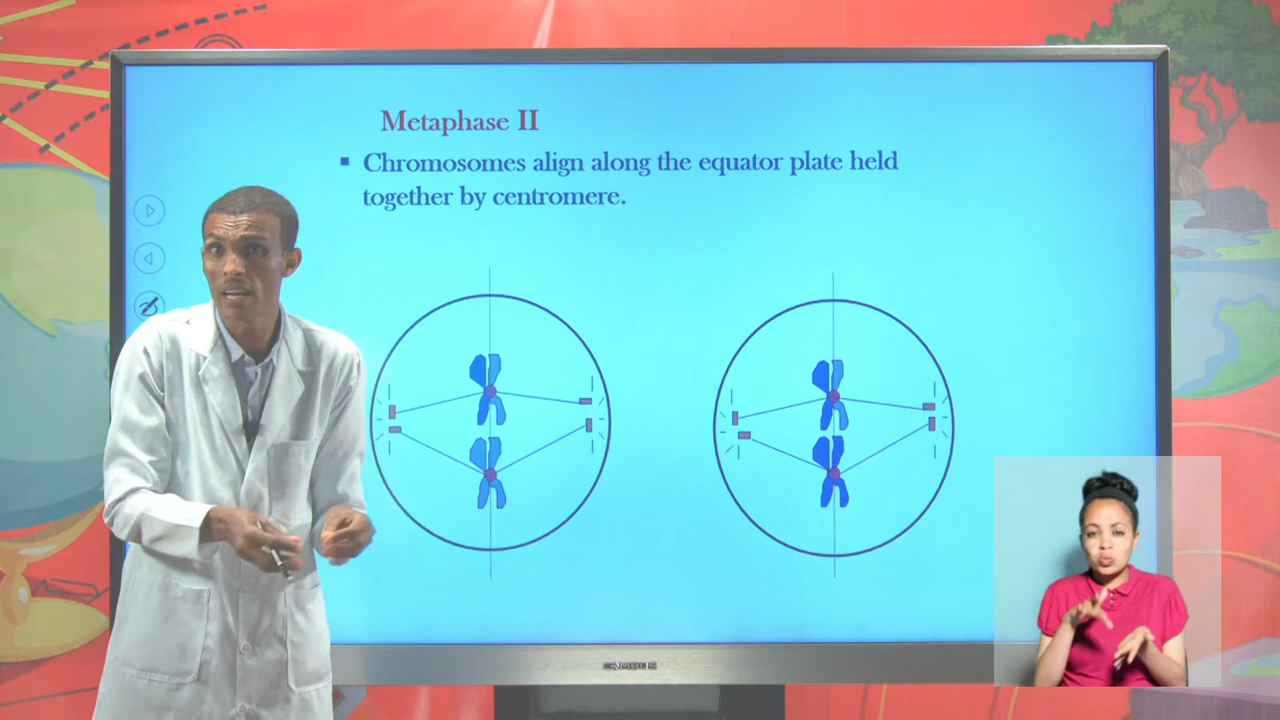 Metaphase II
▪ Chromosomes align along the equator plate held
together by centromere.